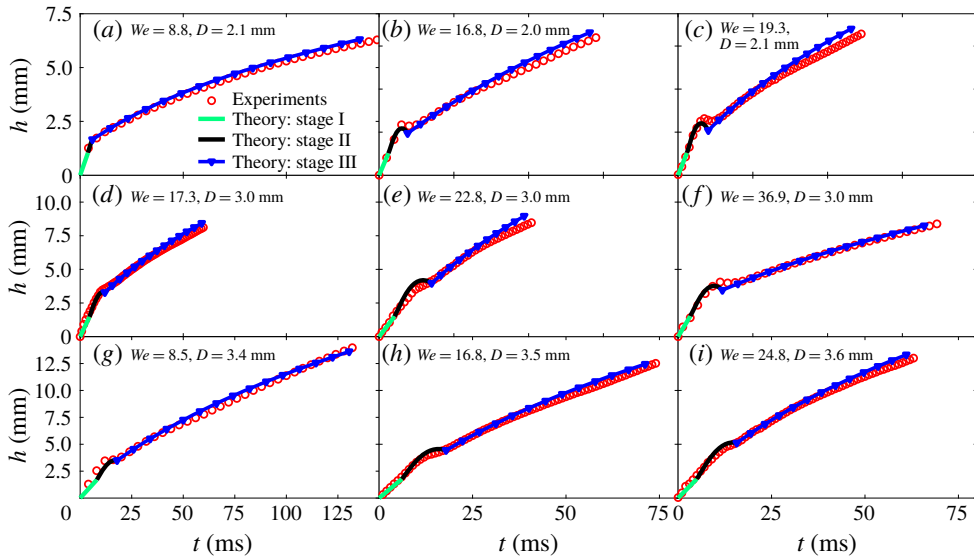 7.5
5.0
2.5
0
h (mm)
(a) We = 8.8, D = 2.1 mm
Experiments
Theory: stage I
Theory: stage II
Theory: stage III
(b) We = 16.8, D = 2.0 mm
(c) We = 19.3,
D = 2.1 mm
10.0
7.5
5.0
2.5
0
h (mm)
(d) We = 17.3, D = 3.0 mm
(e) We = 22.8, D = 3.0 mm
(f) We = 36.9, D = 3.0 mm
12.5
10.0
7.5
5.0
2.5
h (mm)
(g) We = 8.5, D = 3.4 mm
(h) We = 16.8, D = 3.5 mm
(i) We = 24.8, D = 3.6 mm
0 25 50 75 100 125 0 25 50 75 0 25 50 75
t (ms) t (ms) t (ms)